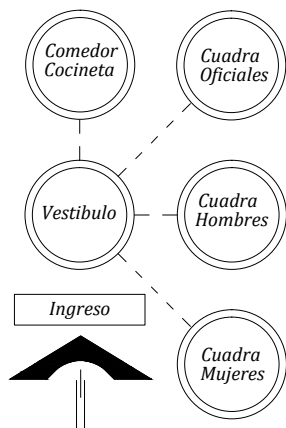 Comedor
Cocineta
Cuadra
Oficiales
Vestibulo
Cuadra
Hombres
Ingreso
Cuadra
Mujeres